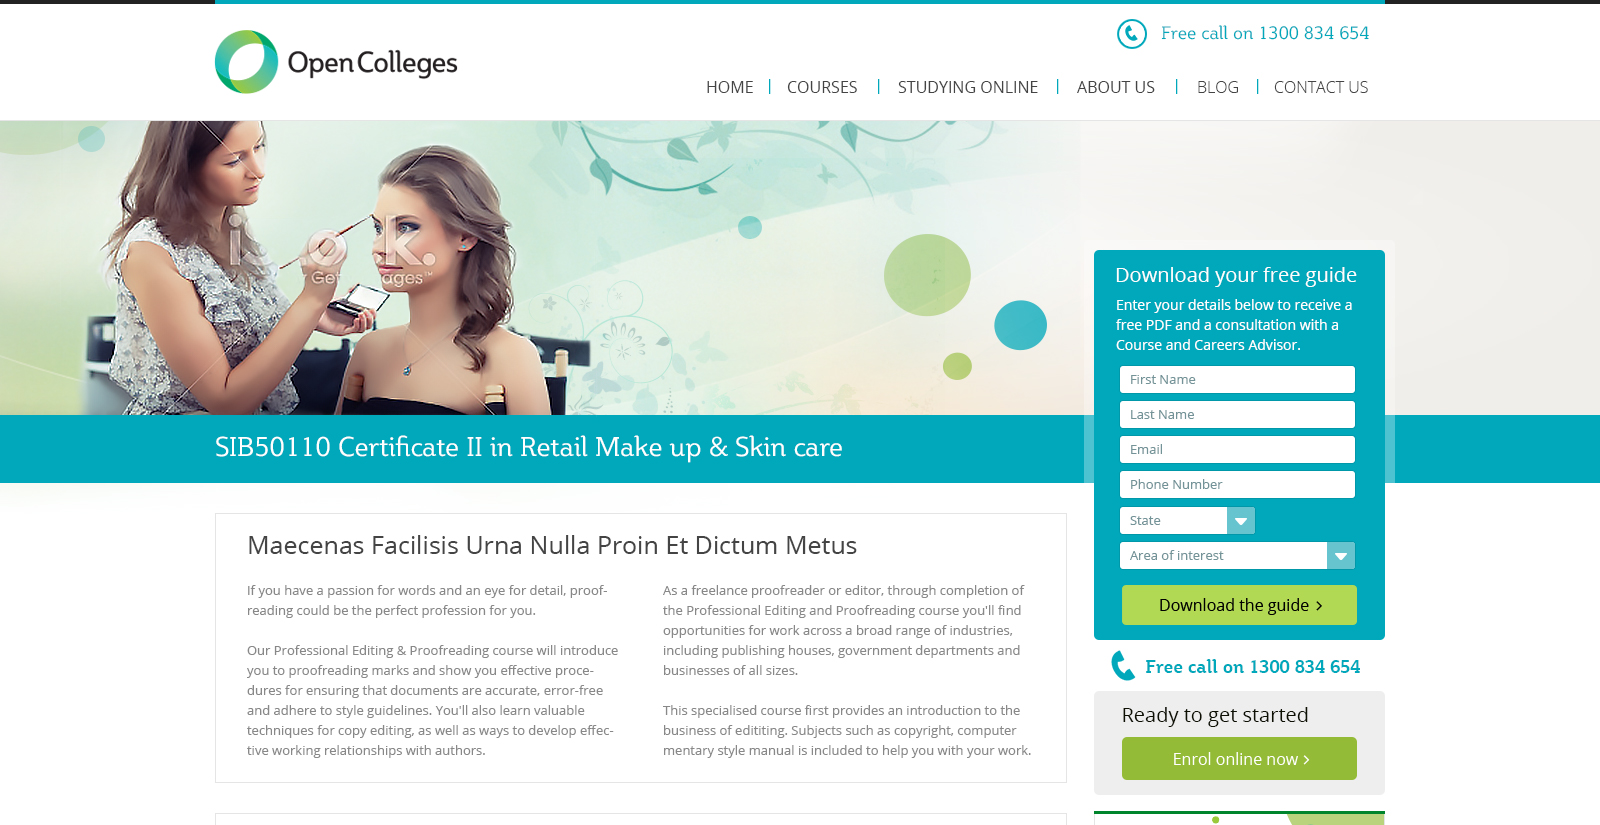 Open Colleges
Free call on 1300 834 654
HOME
COURSES
STUDYING ONLINE
ABOUT US
BLOG
CONTACT US
SIB50110 Certificate II in Retail Make up & Skin care
Maecenas Facilisis Urna Nulla Proin Et Dictum Metus
If you have a passion for words and an eye for detail, proof-
reading could be the perfect profession for you.
Our Professional Editing & Proofreading course will introduce
you to proofreading marks and show you effective proce-
dures for ensuring that documents are accurate, error-free
and adhere to style guidelines. You'll also learn valuable
techniques for copy editing, as well as ways to develop effec-
tive working relationships with authors.
As a freelance proofreader or editor, through completion of
the Professional Editing and Proofreading course you'll find
opportunities for work across a broad range of industries,
including publishing houses, government departments and
businesses of all sizes.
This specialised course first provides an introduction to the
business of edititing. Subjects such as copyright, computer
mentary style manual is included to help you with your work.
Download your free guide
Enter your details below to receive a
free PDF and a consultation with a
Course and Careers Advisor.
First Name
Last Name
Email
Phone Number
State
Area of interest
Download the guide
Free call on 1300 834 654
Ready to get started
Enrol online now